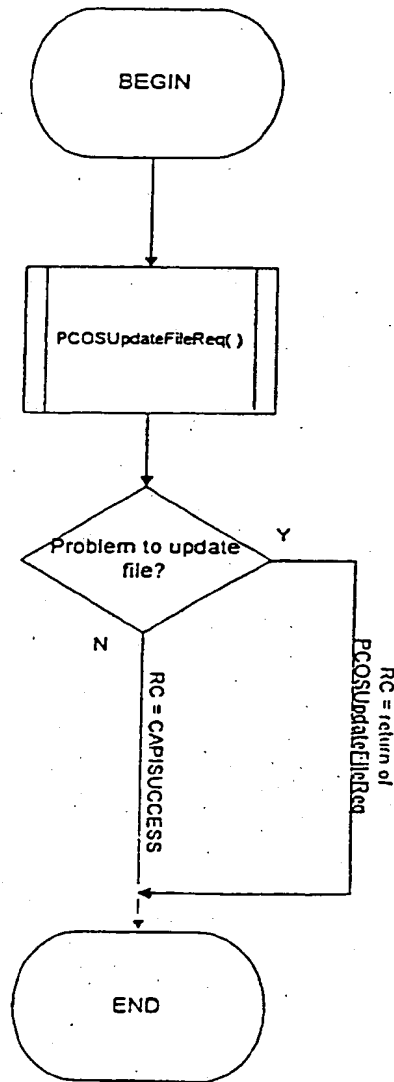 BEGIN
PCOSUpdateFileReq( )
Problem to update
file?
Y
N
RC = CAPISUCCESS
RC = return of
PCOSUpdateFileReq
END